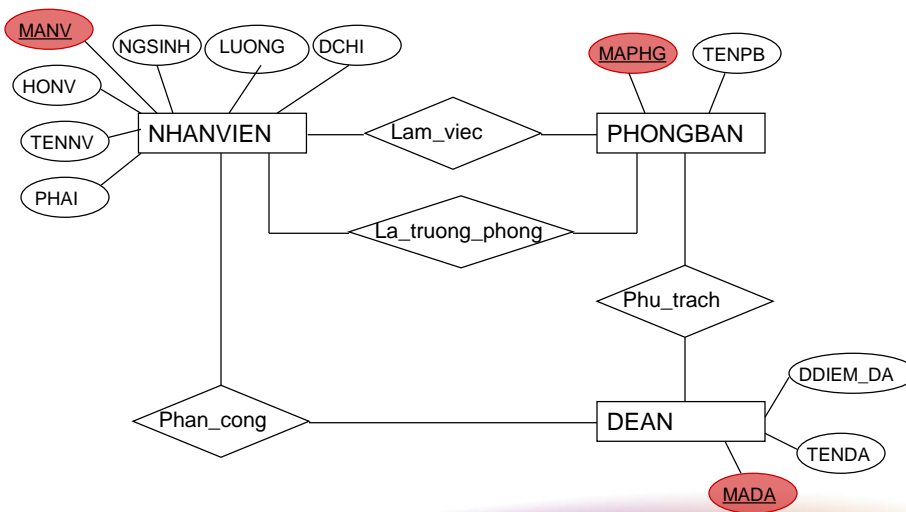 MANV
NGSINH
LUONG
DCHI
MAPHG
TENPB
HONV
NHANVIEN
Lam_viec
PHONGBAN
TENNV
PHAI
La_truong_phong
Phu_trach
DDIEM_DA
Phan_cong
DEAN
TENDA
MADA